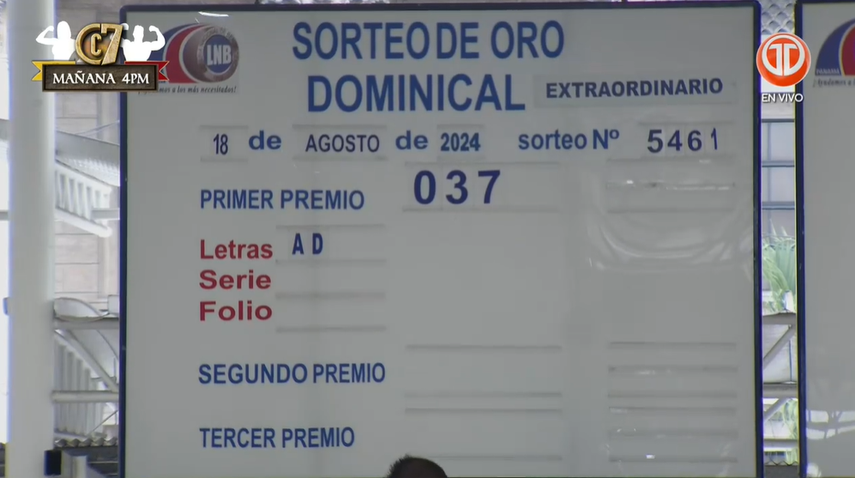 C7
MAÑANA 4PM
LNB
SORTEO DE ORO
DOMINICAL EXTRAORDINARIO
EN VIVO
18 de AGOSTO de 2024 sorteo Nº 5461
PRIMER PREMIO 037
Letras A D
Serie
Folio
SEGUNDO PREMIO
TERCER PREMIO